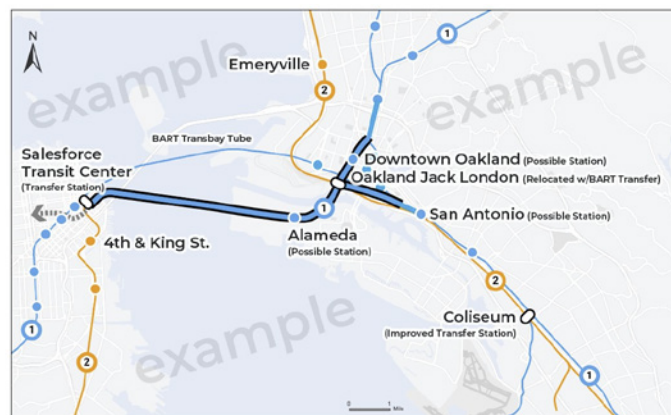 N
example
1
Emeryville
example
2
BART Transbay Tube
Downtown Oakland (Possible Station)
Salesforce
Transit Center
(Transfer Station)
Oakland Jack London (Relocated w/BART Transfer)
1
San Antonio (Possible Station)
4th & King St.
Alameda
(Possible Station)
2
Coliseum
(Improved Transfer Station)
1
example
2
1
0 1
Mile